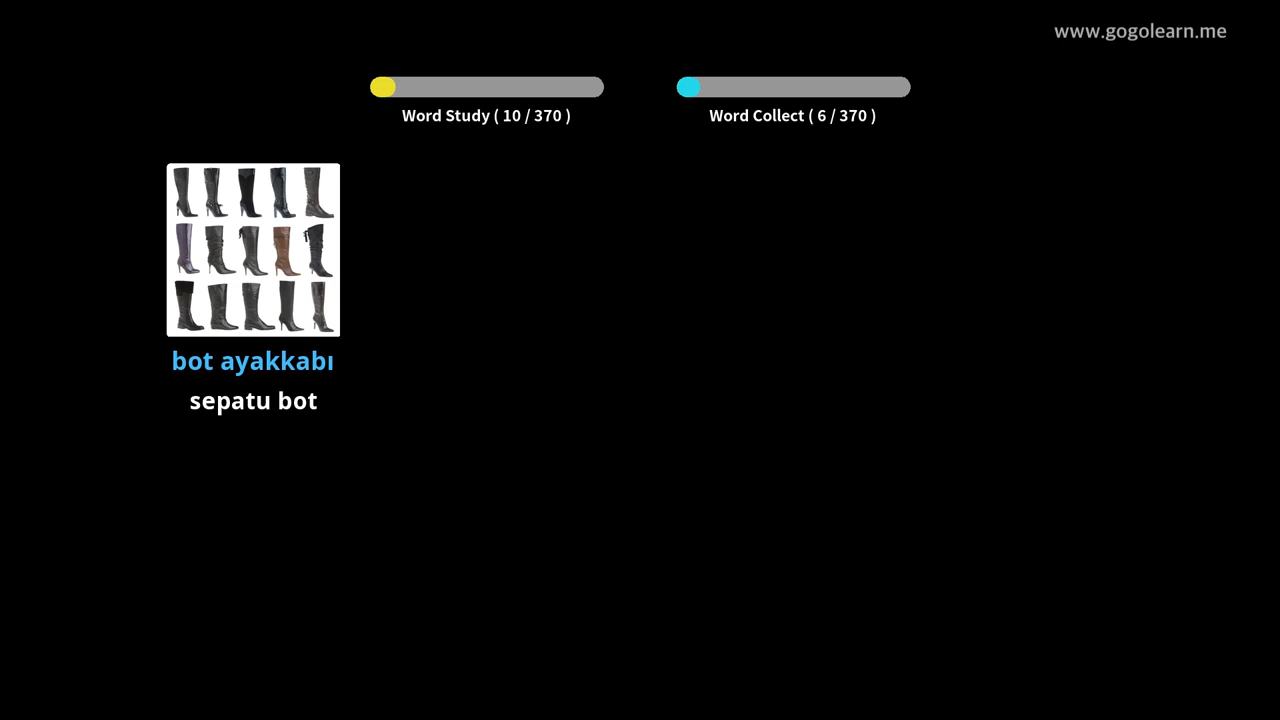 www.gogolearn.me
Word Study ( 10 / 370 )
Word Collect ( 6 / 370 )
bot ayakkabı
sepatu bot